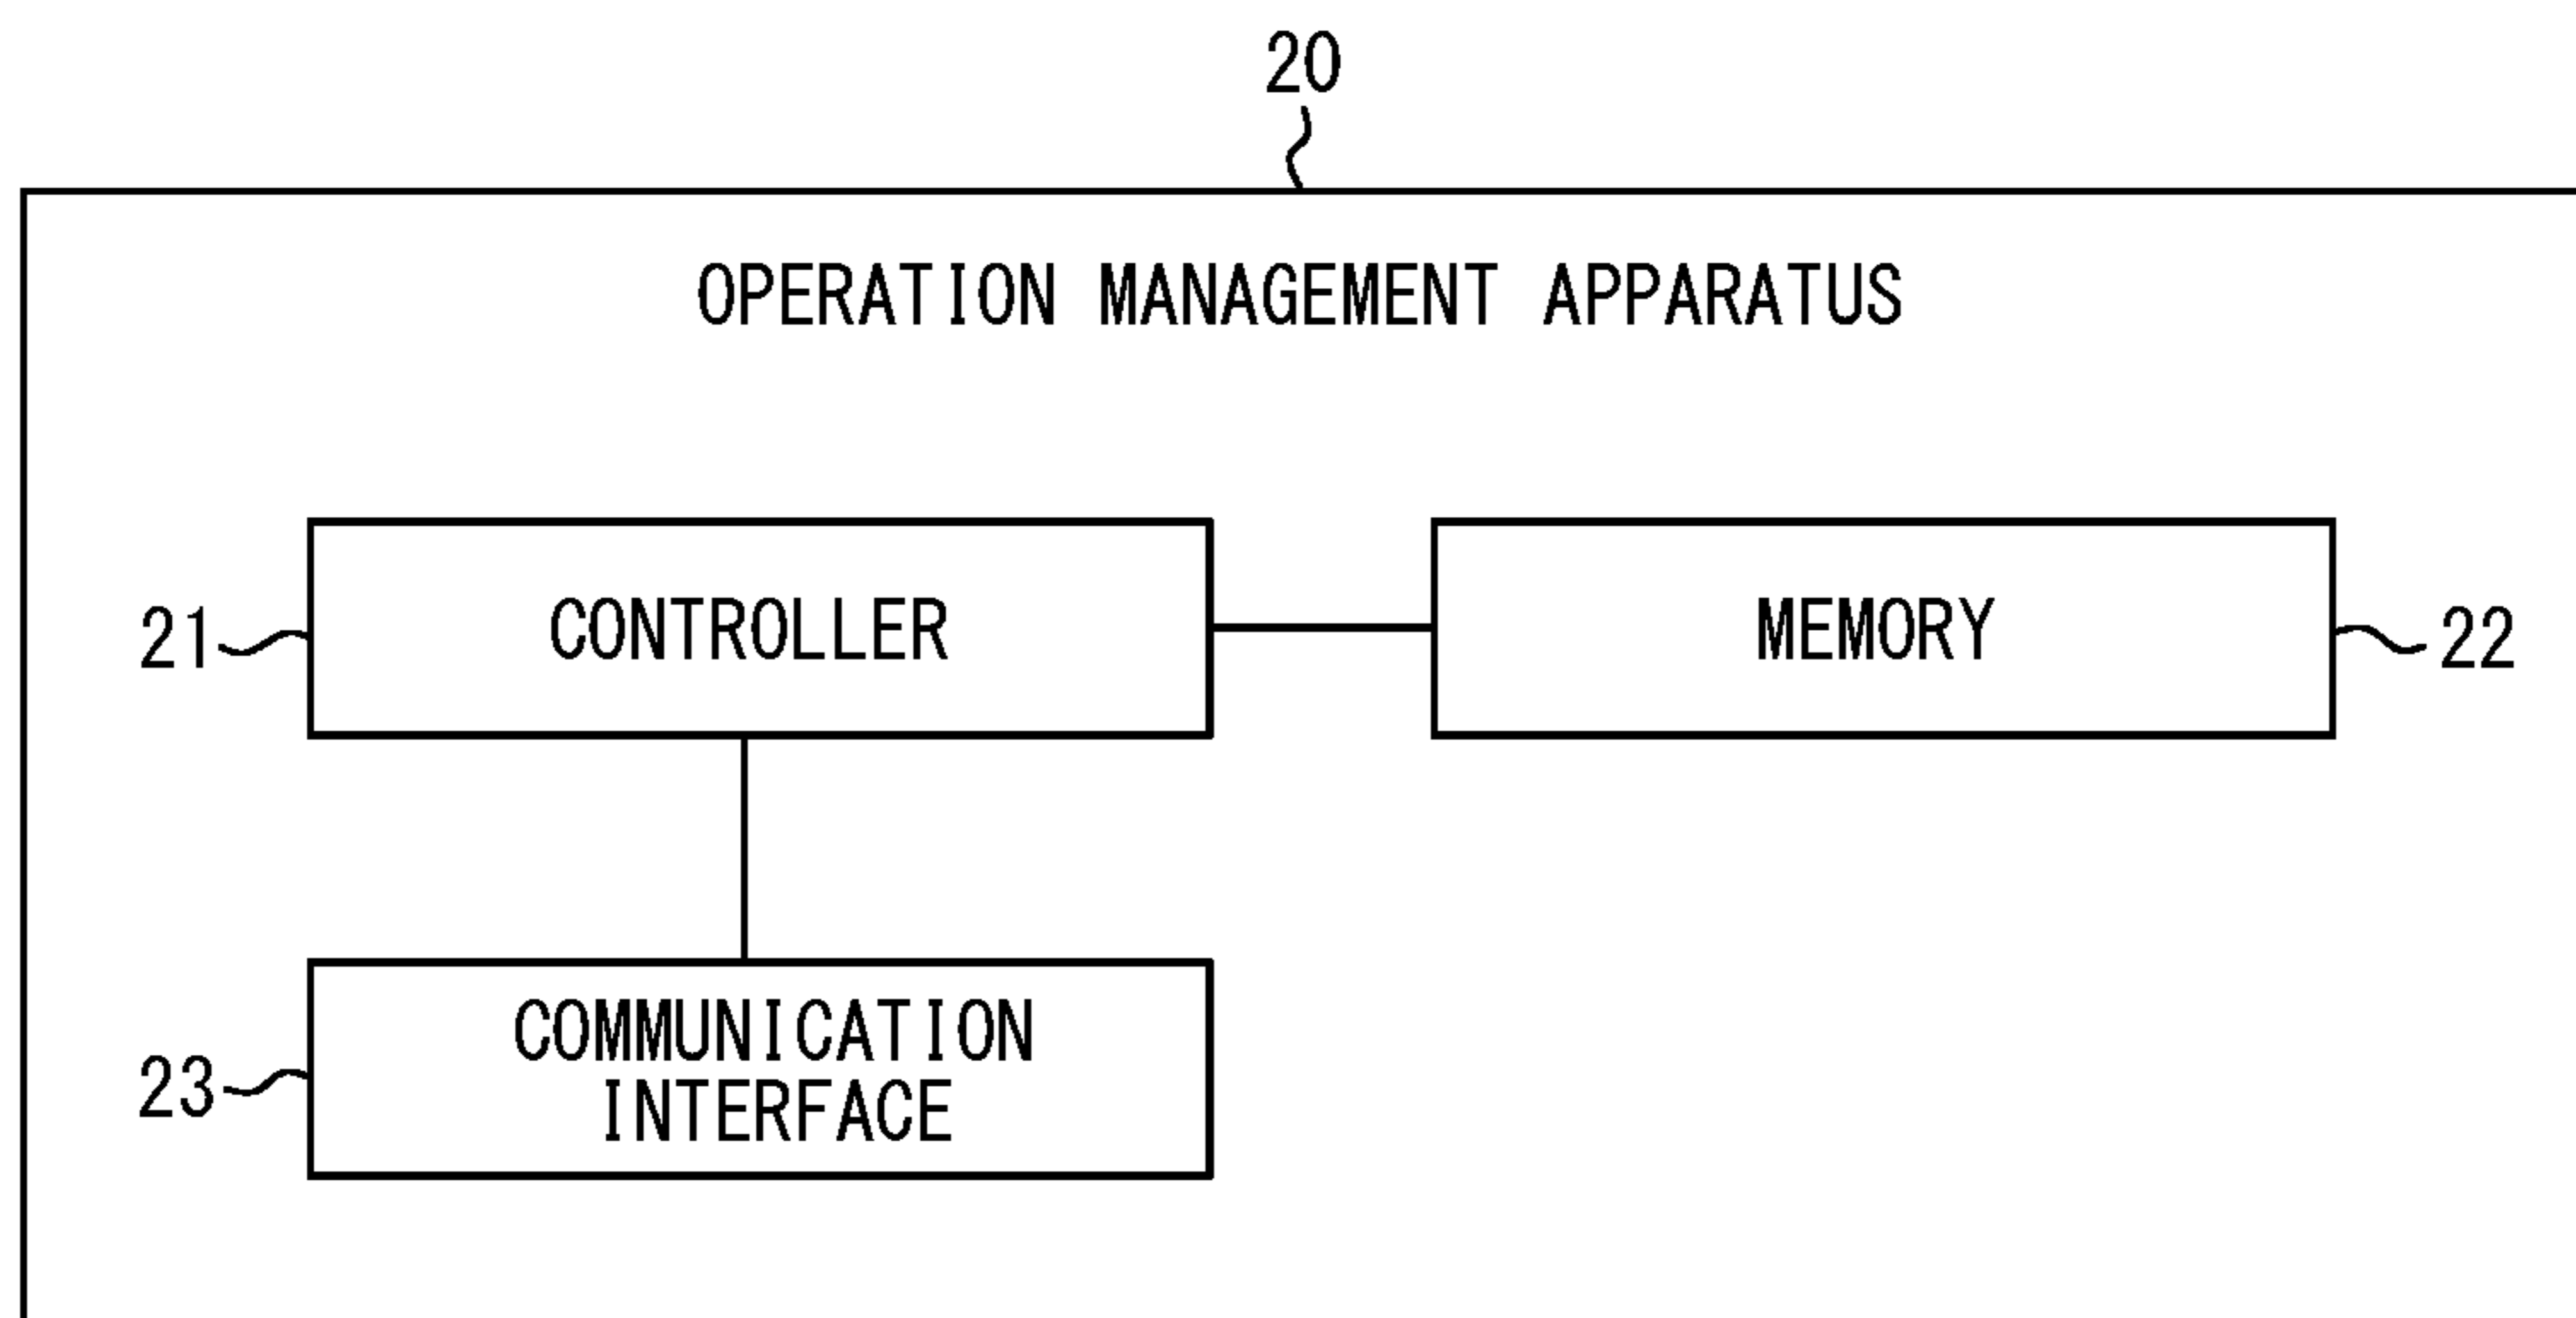 20
OPERATION MANAGEMENT APPARATUS
21
CONTROLLER
MEMORY
22
23
COMMUNICATION
INTERFACE